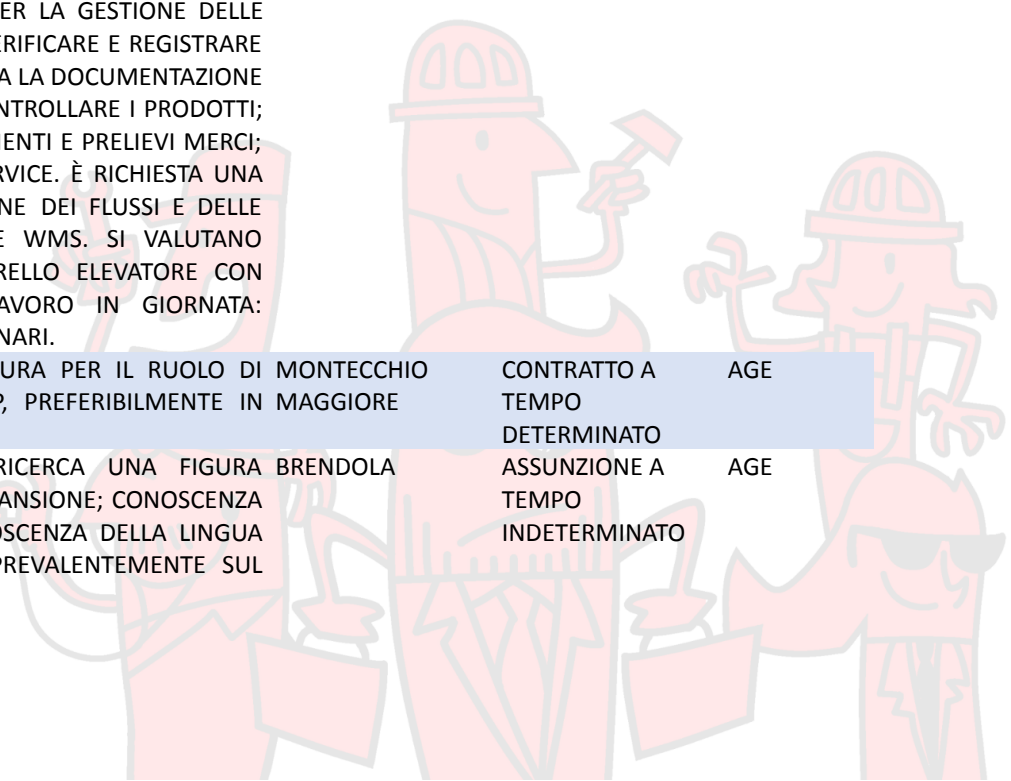 PER LA GESTIONE DELLE
ERIFICARE E REGISTRARE
A LA DOCUMENTAZIONE
NTROLLARE I PRODOTTI;
IENTI E PRELIEVI MERCI;
RVICE. È RICHIESTA UNA
NE DEI FLUSSI E DELLE
E WMS. SI VALUTANO
RELLO ELEVATORE CON
AVORO IN GIORNATA:
NARI.
URA PER IL RUOLO DI MONTECCHIO CONTRATTO A AGE
P, PREFERIBILMENTE IN MAGGIORE TEMPO
DETERMINATO
RICERCA UNA FIGURA BRENDOLA ASSUNZIONE A AGE
ANSIONE; CONOSCENZA TEMPO
OSCENZA DELLA LINGUA INDETERMINATO
PREVALENTEMENTE SUL